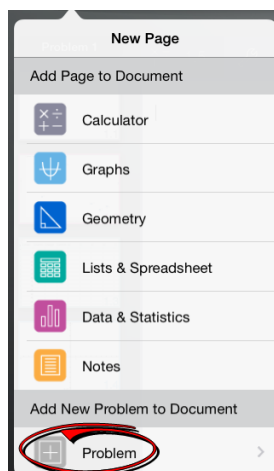 New Page
Add Page to Document
Calculator
Graphs
Geometry
Lists & Spreadsheet
Data & Statistics
Notes
Add New Problem to Document
Problem